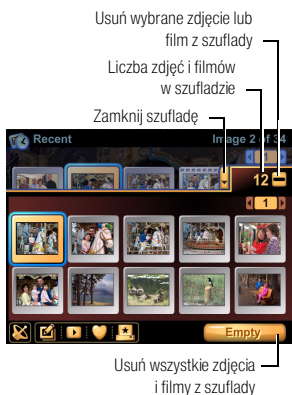 Usuń wybrane zdjęcie lub
film z szuflady
Liczba zdjęć i filmów
w szufladzie
Zamknij szufladę
Recent
Image 2 of 34
1
12
1
Empty
Usuń wszystkie zdjęcia
i filmy z szuflady